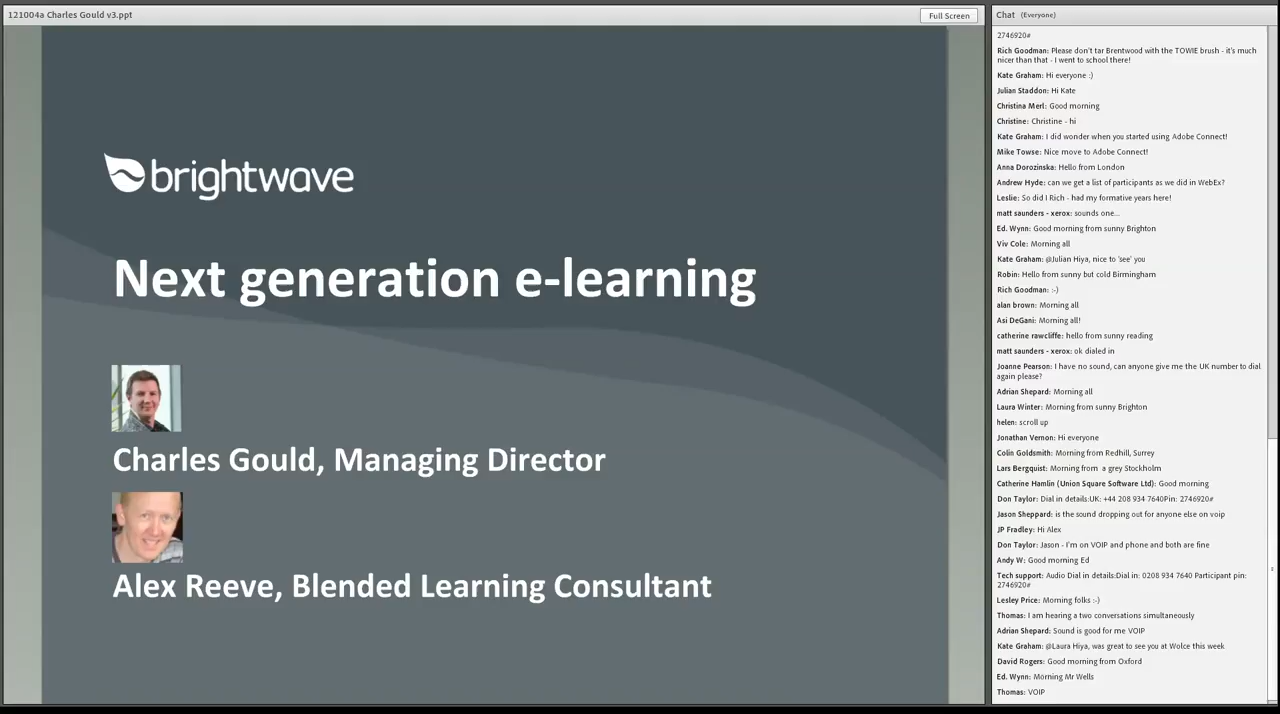 121004a Charles Gould v3.ppt
Full Screen
brightwave
Next generation e-learning
Charles Gould, Managing Director
Alex Reeve, Blended Learning Consultant
Chat (Everyone)
2746920#
Rich Goodman: Please don't tar Brentwood with the TOWIE brush - it's much
nicer than that - I went to school there!
Kate Graham: Hi everyone :)
Julian Staddon: Hi Kate
Christina Merl: Good morning
Christine: Christine - hi
Kate Graham: I did wonder when you started using Adobe Connect!
Mike Towse: Nice move to Adobe Connect!
Anna Dorozinska: Hello from London
Andrew Hyde: can we get a list of participants as we did in WebEx?
Leslie: So did I Rich - had my formative years here!
matt saunders - xerox: sounds one...
Ed. Wynn: Good morning from sunny Brighton
Viv Cole: Morning all
Kate Graham: @Julian Hiya, nice to 'see' you
Robin: Hello from sunny but cold Birmingham
Rich Goodman: :-)
alan brown: Morning all
Asi DeGani: Morning all!
catherine rawcliffe: hello from sunny reading
matt saunders - xerox: ok dialed in
Joanne Pearson: I have no sound, can anyone give me the UK number to dial
again please?
Adrian Shepard: Morning all
Laura Winter: Morning from sunny Brighton
helen: scroll up
Jonathan Vernon: Hi everyone
Colin Goldsmith: Morning from Redhill, Surrey
Lars Bergquist: Morning from a grey Stockholm
Catherine Hamlin (Union Square Software Ltd): Good morning
Don Taylor: Dial in details:UK: +44 208 934 7640Pin: 2746920#
Jason Sheppard: is the sound dropping out for anyone else on voip
JP Fradley: Hi Alex
Don Taylor: Jason - I'm on VOIP and phone and both are fine
Andy W: Good morning Ed
Tech support: Audio Dial in details:Dial in: 0208 934 7640 Participant pin:
2746920#
Lesley Price: Morning folks :-)
Thomas: I am hearing a two conversations simultaneously
Adrian Shepard: Sound is good for me VOIP
Kate Graham: @Laura Hiya, was great to see you at Wolce this week
David Rogers: Good morning from Oxford
Ed. Wynn: Morning Mr Wells
Thomas: VOIP